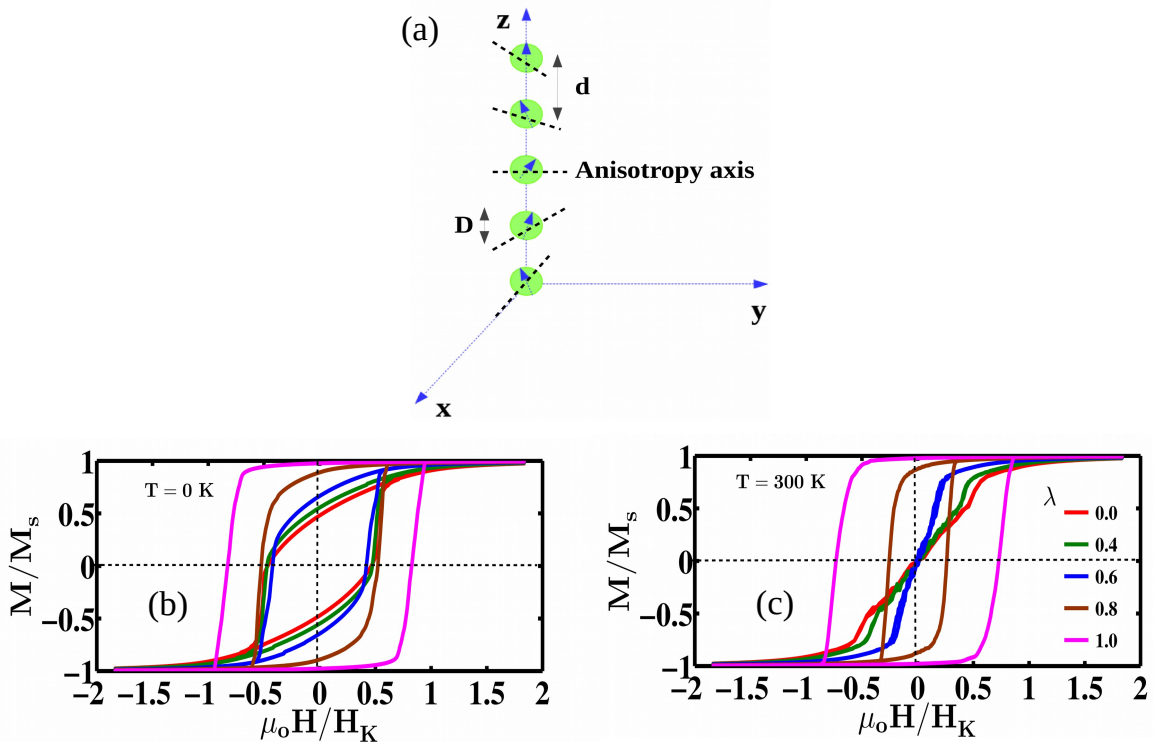 (a)
z
d
Anisotropy axis
D
y
x
M/Mₛ
1
0.5
0
−0.5
−1
T = 0 K
(b)
−2 −1.5 −1 −0.5 0 0.5 1 1.5 2
μₒH/H_K
M/Mₛ
1
0.5
0
−0.5
−1
T = 300 K
(c)
λ
0.0
0.4
0.6
0.8
1.0
−2 −1.5 −1 −0.5 0 0.5 1 1.5 2
μₒH/H_K